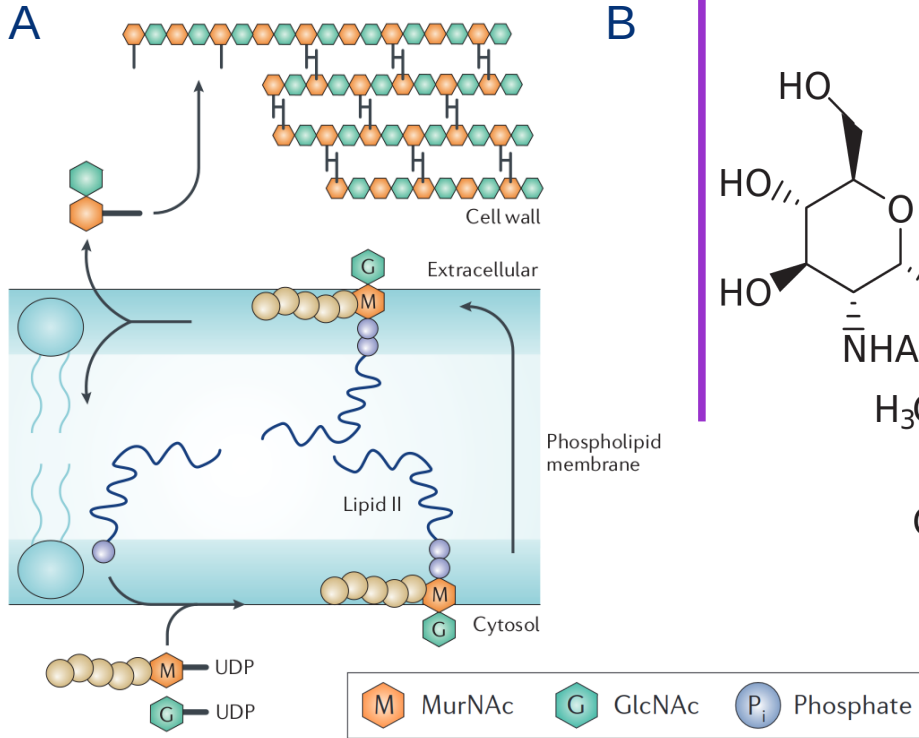 A
B
Cell wall
Extracellular
G
M
Phospholipid
membrane
Lipid II
M
G
Cytosol
M UDP
G UDP
M MurNAc
G GlcNAc
Pi Phosphate
HO
HO
O
HO
NHA
H₃